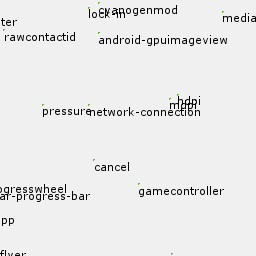 cyanogenmod
lock-in
media
ter
rawcontactid
android-gpuimageview
hdpi
mdpi
pressure
network-connection
cancel
ogresswheel
gamecontroller
ar-progress-bar
pp
flyer